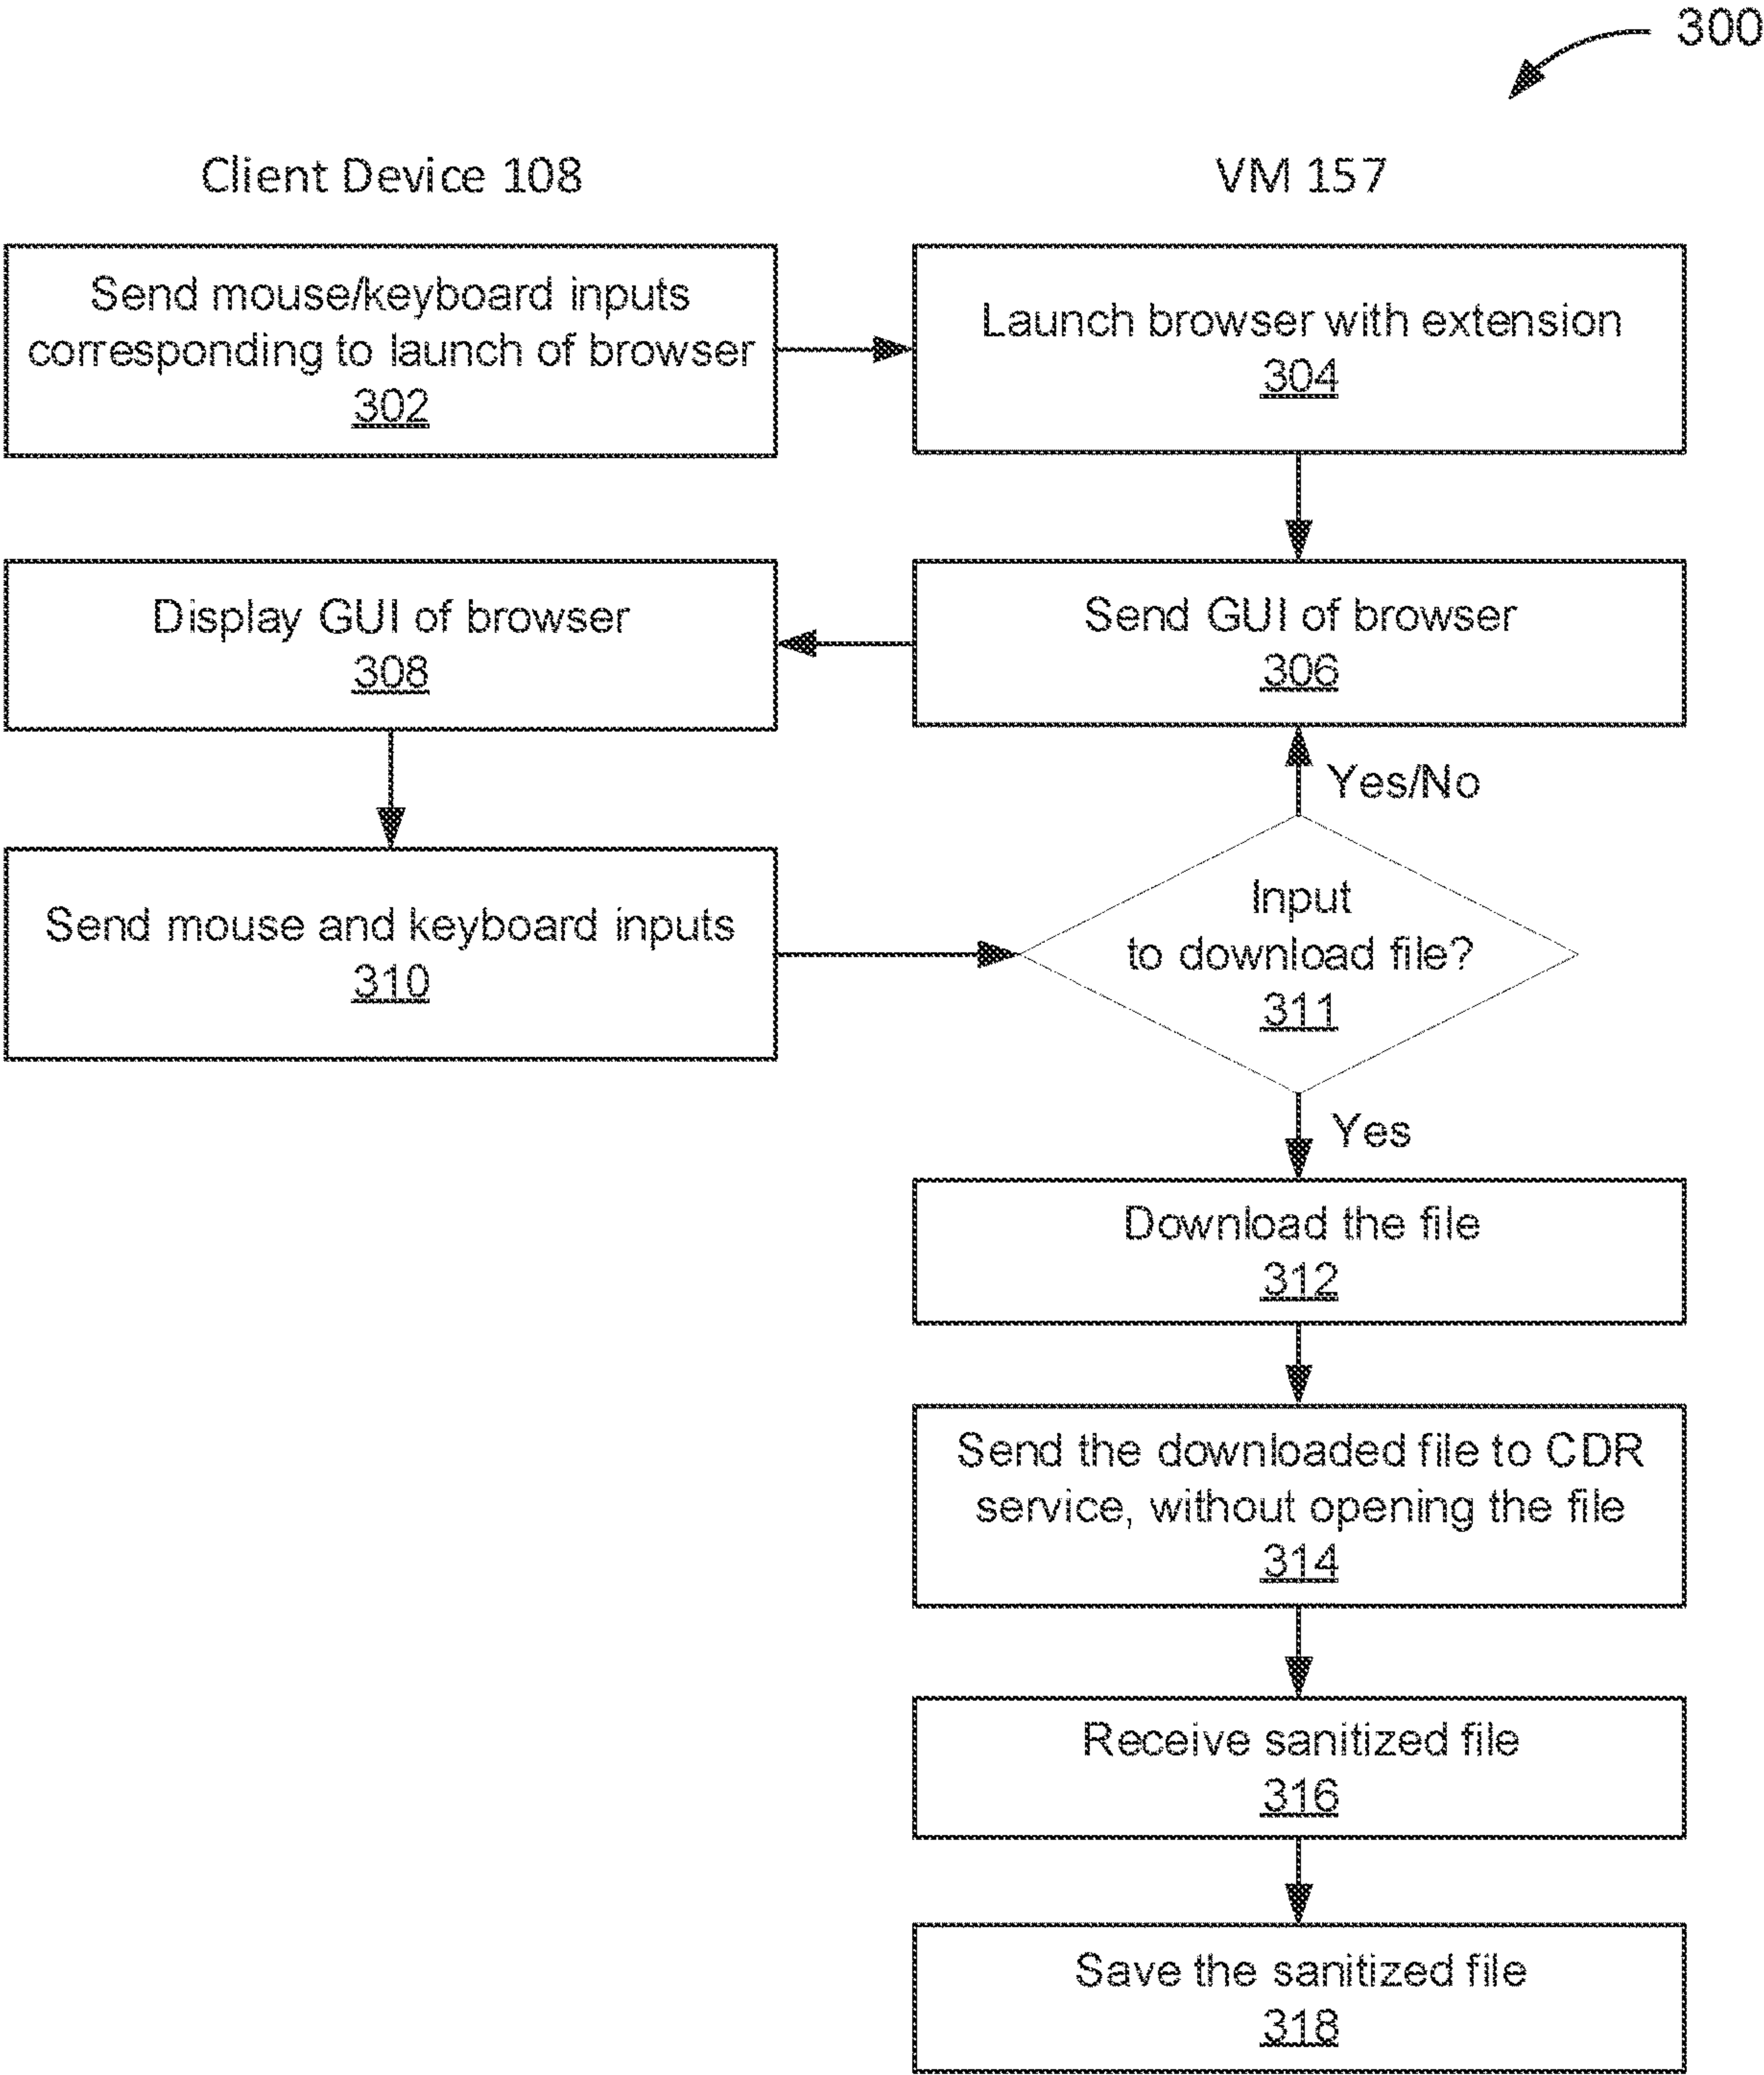 300
Client Device 108
VM 157
Send mouse/keyboard inputs
corresponding to launch of browser
302
Launch browser with extension
304
Display GUI of browser
308
Send GUI of browser
306
Yes/No
Send mouse and keyboard inputs
310
Input
to download file?
311
Yes
Download the file
312
Send the downloaded file to CDR
service, without opening the file
314
Receive sanitized file
316
Save the sanitized file
318